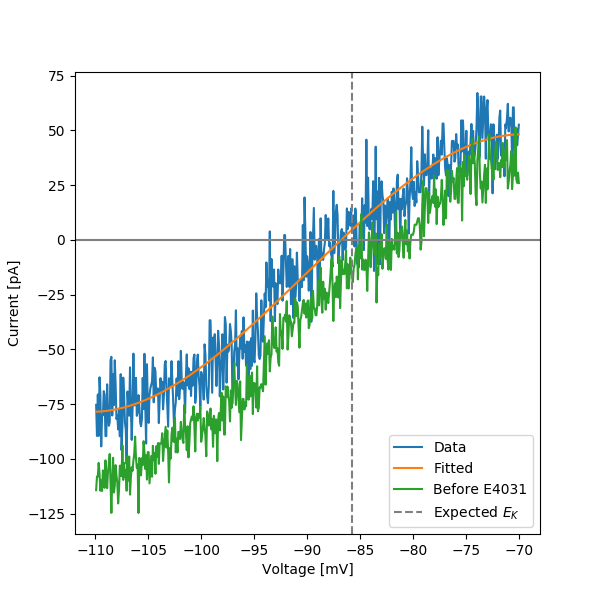 75
50
25
0
−25
−50
−75
−100
−125
Current [pA]
Data
Fitted
Before E4031
Expected E_K
−110 −105 −100 −95 −90 −85 −80 −75 −70
Voltage [mV]